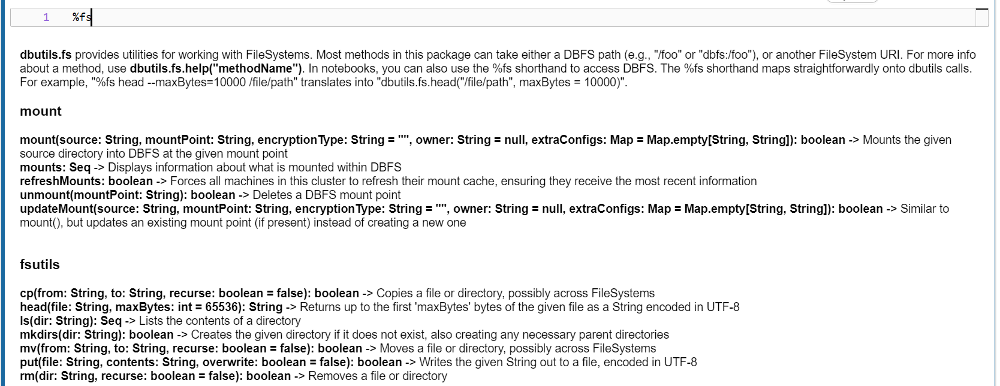 1 %fs
dbutils.fs provides utilities for working with FileSystems. Most methods in this package can take either a DBFS path (e.g., "/foo" or "dbfs:/foo"), or another FileSystem URI. For more info
about a method, use dbutils.fs.help("methodName"). In notebooks, you can also use the %fs shorthand to access DBFS. The %fs shorthand maps straightforwardly onto dbutils calls.
For example, "%fs head --maxBytes=10000 /file/path" translates into "dbutils.fs.head("/file/path", maxBytes = 10000)".
mount
mount(source: String, mountPoint: String, encryptionType: String = "", owner: String = null, extraConfigs: Map = Map.empty[String, String]): boolean -> Mounts the given
source directory into DBFS at the given mount point
mounts: Seq -> Displays information about what is mounted within DBFS
refreshMounts: boolean -> Forces all machines in this cluster to refresh their mount cache, ensuring they receive the most recent information
unmount(mountPoint: String): boolean -> Deletes a DBFS mount point
updateMount(source: String, mountPoint: String, encryptionType: String = "", owner: String = null, extraConfigs: Map = Map.empty[String, String]): boolean -> Similar to
mount(), but updates an existing mount point (if present) instead of creating a new one
fsutils
cp(from: String, to: String, recurse: boolean = false): boolean -> Copies a file or directory, possibly across FileSystems
head(file: String, maxBytes: int = 65536): String -> Returns up to the first 'maxBytes' bytes of the given file as a String encoded in UTF-8
ls(dir: String): Seq -> Lists the contents of a directory
mkdirs(dir: String): boolean -> Creates the given directory if it does not exist, also creating any necessary parent directories
mv(from: String, to: String, recurse: boolean = false): boolean -> Moves a file or directory, possibly across FileSystems
put(file: String, contents: String, overwrite: boolean = false): boolean -> Writes the given String out to a file, encoded in UTF-8
rm(dir: String, recurse: boolean = false): boolean -> Removes a file or directory